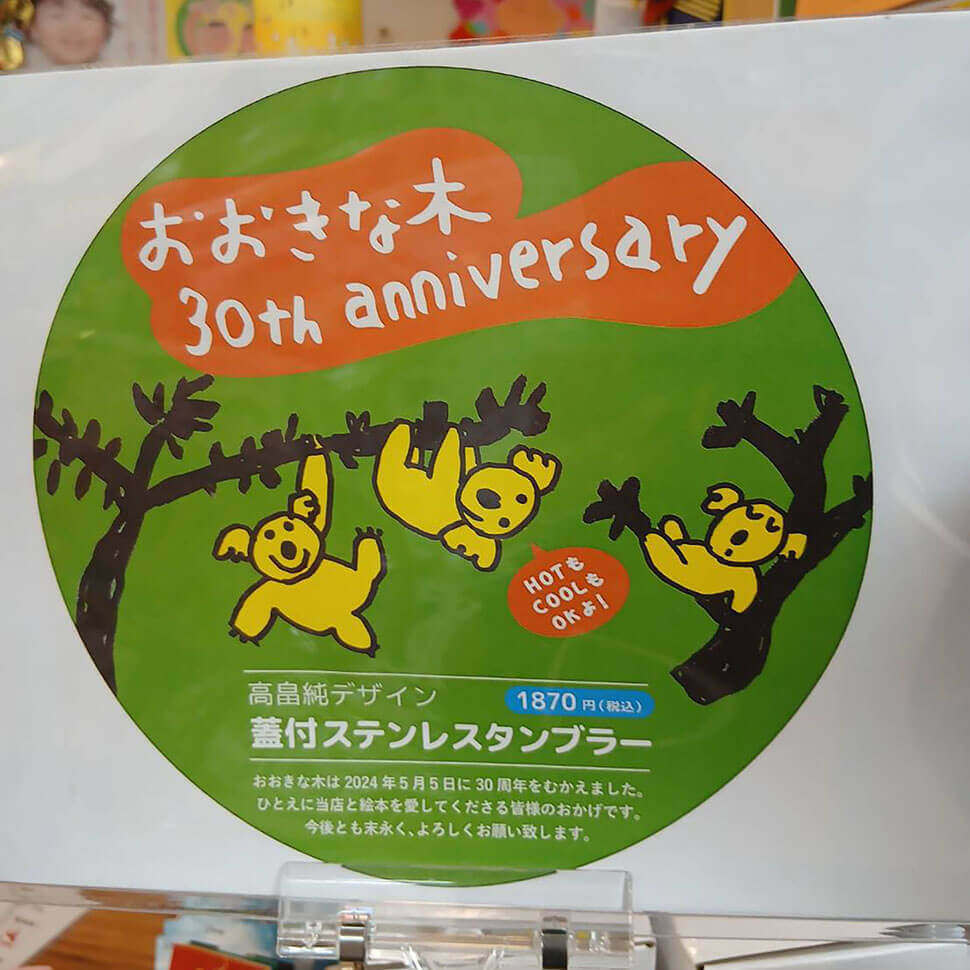 おおきな木
30th anniversary
HOTも
COOLも
OKよ!
高畠純デザイン
1870円(税込)
蓋付ステンレスタンブラー
おおきな木は2024年5月5日に30周年をむかえました。
ひとえに当店と絵本を愛してくださる皆様のおかげです。
今後とも末永く、よろしくお願い致します。